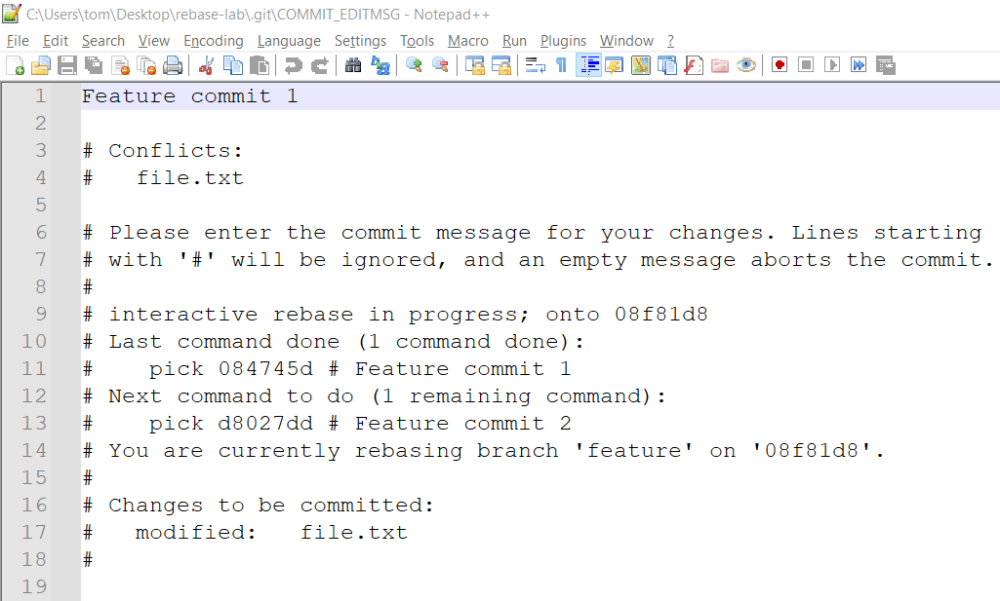 C:\Users\tom\Desktop\rebase-lab\.git\COMMIT_EDITMSG - Notepad++
File Edit Search View Encoding Language Settings Tools Macro Run Plugins Window ?
1 Feature commit 1
2
3 # Conflicts:
4 #   file.txt
5
6 # Please enter the commit message for your changes. Lines starting
7 # with '#' will be ignored, and an empty message aborts the commit.
8 #
9 # interactive rebase in progress; onto 08f81d8
10 # Last command done (1 command done):
11 #    pick 084745d # Feature commit 1
12 # Next command to do (1 remaining command):
13 #    pick d8027dd # Feature commit 2
14 # You are currently rebasing branch 'feature' on '08f81d8'.
15 #
16 # Changes to be committed:
17 #   modified:   file.txt
18 #
19